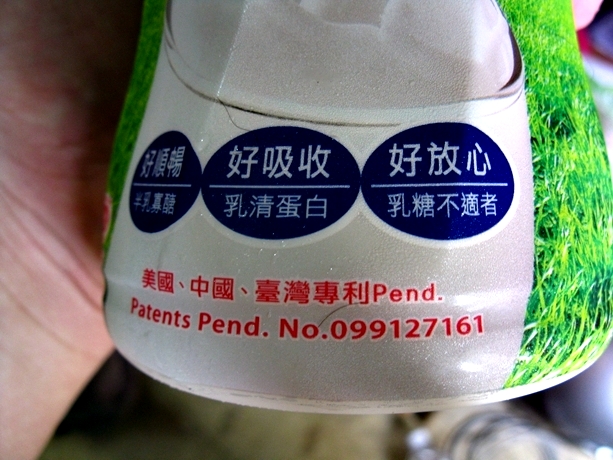 好順暢
半乳寡醣
好吸收
乳清蛋白
好放心
乳糖不適者
美國、中國、臺灣專利Pend.
Patents Pend. No.099127161